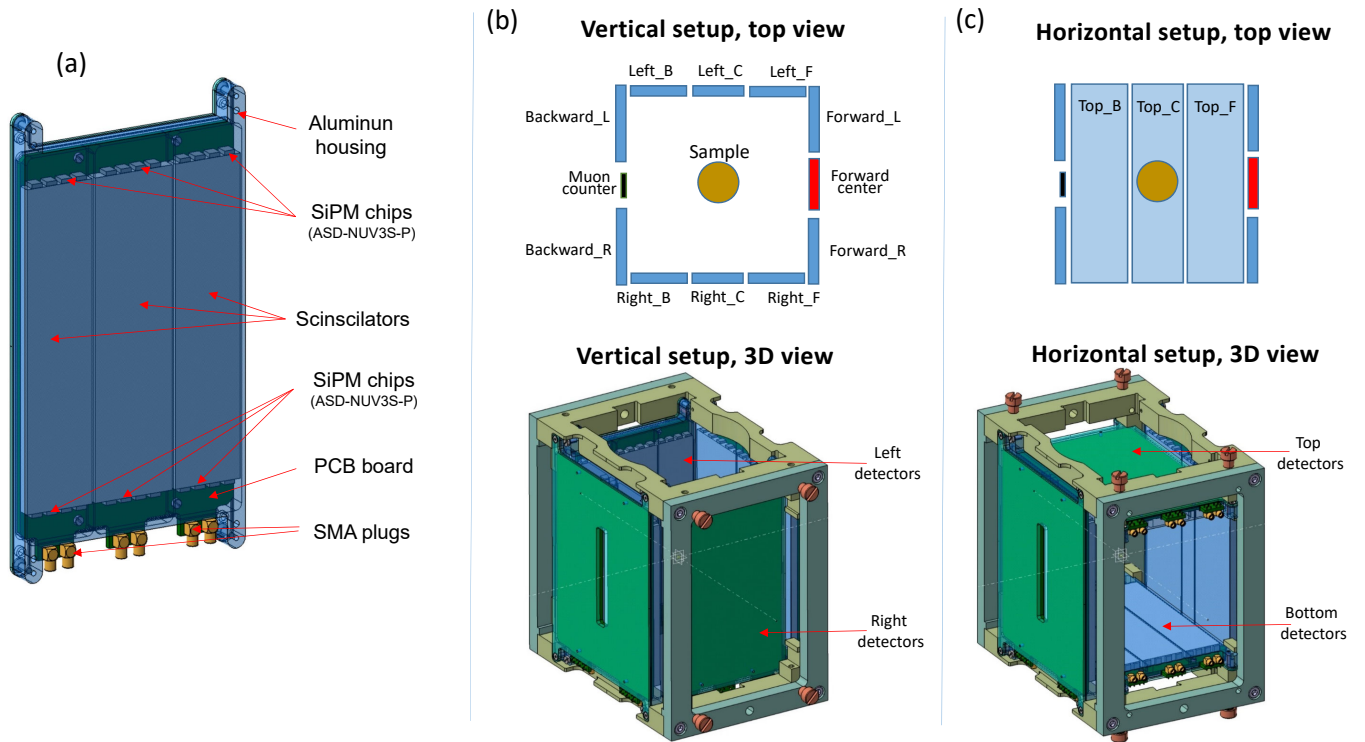 (a)
Aluminun
housing
SiPM chips
(ASD-NUV3S-P)
Scinscilators
SiPM chips
(ASD-NUV3S-P)
PCB board
SMA plugs
(b)
Vertical setup, top view
Left_B Left_C Left_F
Backward_L
Forward_L
Sample
Muon
counter
Forward
center
Backward_R
Forward_R
Right_B Right_C Right_F
Vertical setup, 3D view
Left
detectors
Right
detectors
(c)
Horizontal setup, top view
Top_B Top_C Top_F
Horizontal setup, 3D view
Top
detectors
Bottom
detectors